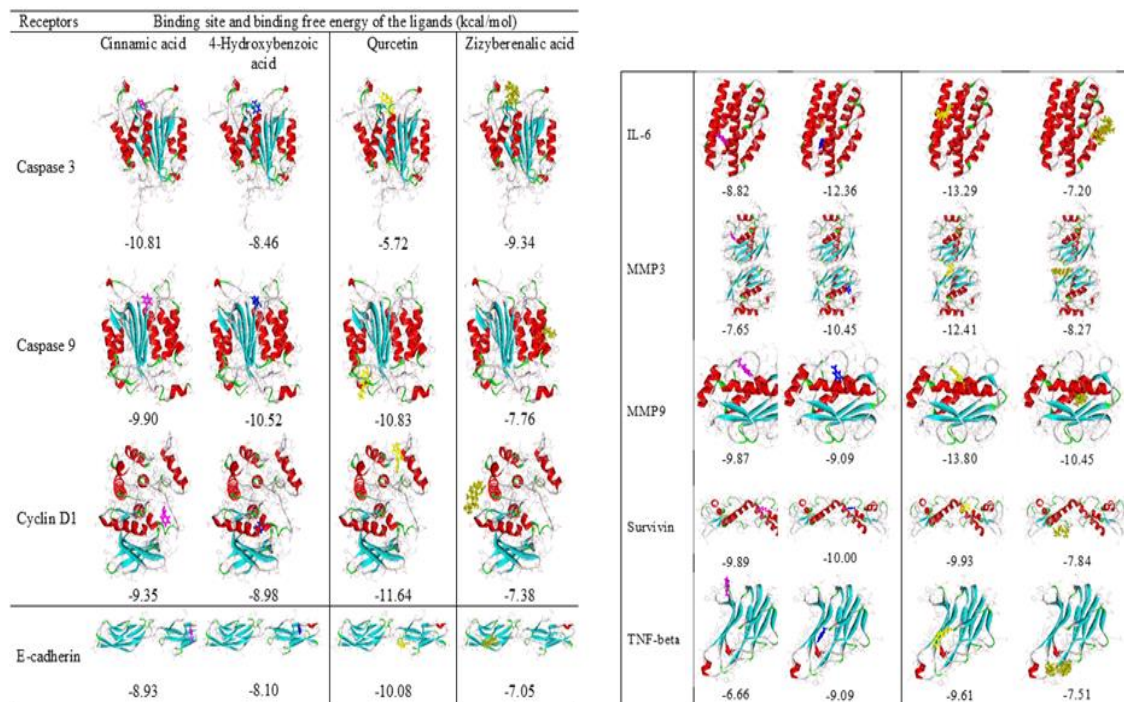 Receptors Binding site and binding free energy of the ligands (kcal/mol)
Cinnamic acid 4-Hydroxybenzoic acid Qurcetin Zizyberenalic acid
Caspase 3
-10.81 -8.46 -5.72 -9.34
Caspase 9
-9.90 -10.52 -10.83 -7.76
Cyclin D1
-9.35 -8.98 -11.64 -7.38
E-cadherin
-8.93 -8.10 -10.08 -7.05
IL-6
-8.82 -12.36 -13.29 -7.20
MMP3
-7.65 -10.45 -12.41 -8.27
MMP9
-9.87 -9.09 -13.80 -10.45
Survivin
-9.89 -10.00 -9.93 -7.84
TNF-beta
-6.66 -9.09 -9.61 -7.51